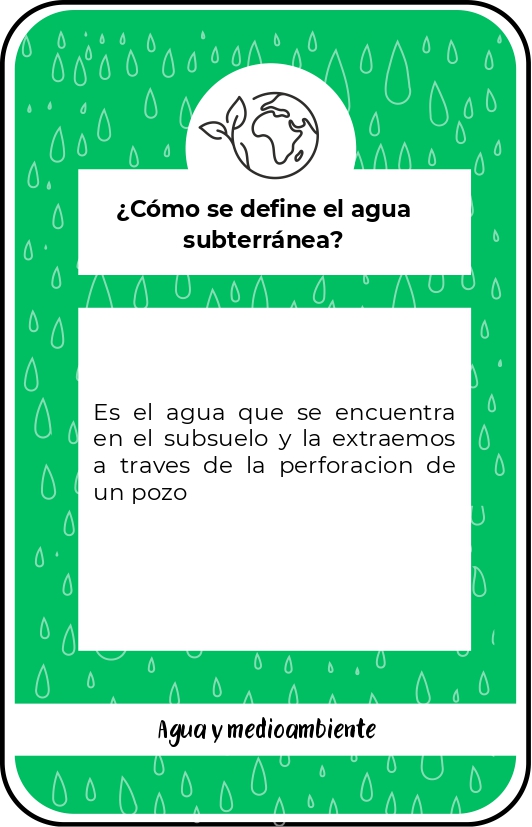 ¿Cómo se define el agua
subterránea?
Es el agua que se encuentra
en el subsuelo y la extraemos
a traves de la perforacion de
un pozo
Agua y medioambiente